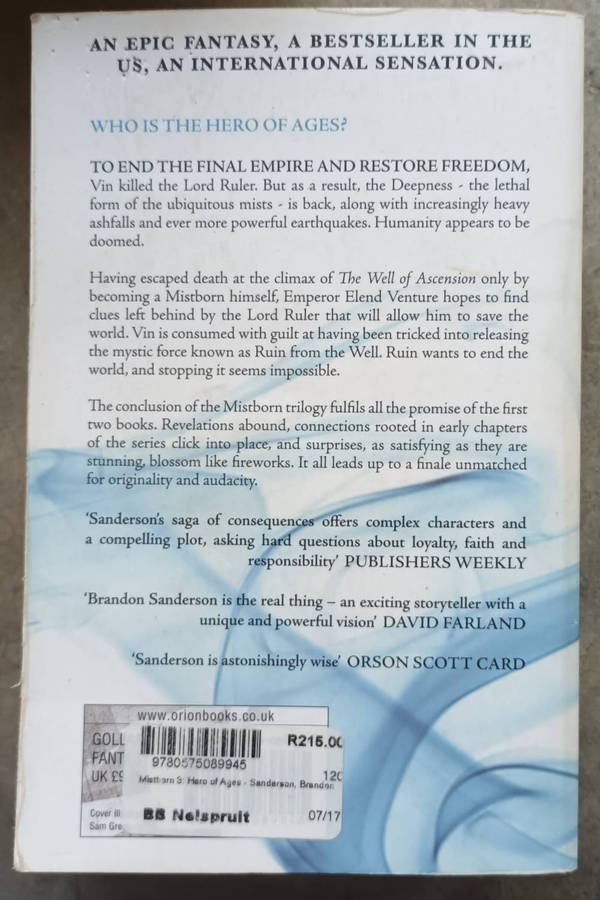 AN EPIC FANTASY, A BESTSELLER IN THE
US, AN INTERNATIONAL SENSATION.
WHO IS THE HERO OF AGES?
TO END THE FINAL EMPIRE AND RESTORE FREEDOM,
Vin killed the Lord Ruler. But as a result, the Deepness - the lethal
form of the ubiquitous mists - is back, along with increasingly heavy
ashfalls and ever more powerful earthquakes. Humanity appears to be
doomed.
Having escaped death at the climax of The Well of Ascension only by
becoming a Mistborn himself, Emperor Elend Venture hopes to find
clues left behind by the Lord Ruler that will allow him to save the
world. Vin is consumed with guilt at having been tricked into releasing
the mystic force known as Ruin from the Well. Ruin wants to end the
world, and stopping it seems impossible.
The conclusion of the Mistborn trilogy fulfils all the promise of the first
two books. Revelations abound, connections rooted in early chapters
of the series click into place, and surprises, as satisfying as they are
stunning, blossom like fireworks. It all leads up to a finale unmatched
for originality and audacity.
'Sanderson's saga of consequences offers complex characters and
a compelling plot, asking hard questions about loyalty, faith and
responsibility' PUBLISHERS WEEKLY
'Brandon Sanderson is the real thing – an exciting storyteller with a
unique and powerful vision' DAVID FARLAND
'Sanderson is astonishingly wise' ORSON SCOTT CARD
www.orionbooks.co.uk
GOLL
FANT
UK £9
Cover ill
Sam Gre
R215.00
9780575089945
120
Mistborn 3: Hero of Ages - Sanderson, Brandon
BB Nelspruit 07/17